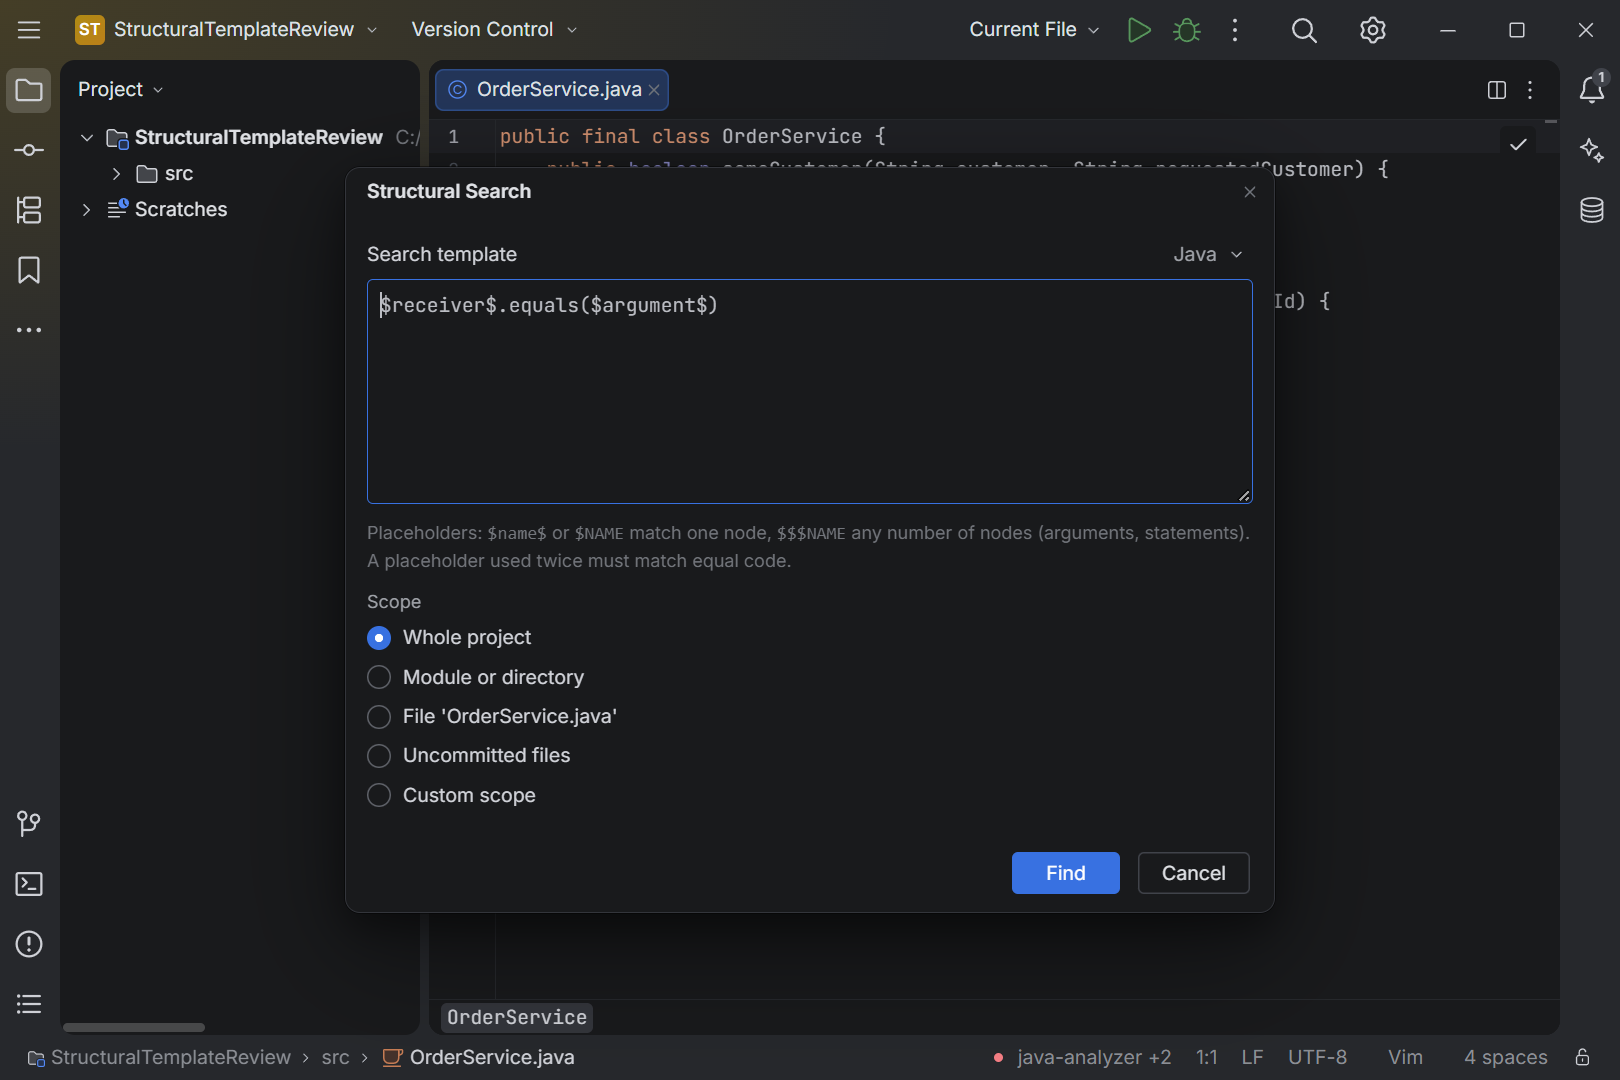 ST StructuralTemplateReview Version Control Current File
Project
OrderService.java
1
StructuralTemplateReview C:/
1 public final class OrderService {
ustomer) {
src
Structural Search
Scratches
Search template Java
$receiver$.equals($argument$)
Id) {
Placeholders: $name$ or $NAME match one node, $$$NAME any number of nodes (arguments, statements).
A placeholder used twice must match equal code.
Scope
Whole project
Module or directory
File 'OrderService.java'
Uncommitted files
Custom scope
Find Cancel
OrderService
StructuralTemplateReview src OrderService.java java-analyzer +2 1:1 LF UTF-8 Vim 4 spaces